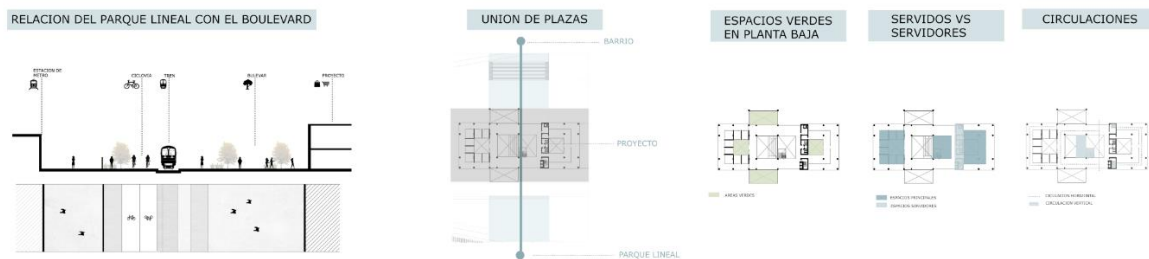 RELACION DEL PARQUE LINEAL CON EL BOULEVARD
ESTACION DE
METRO
CICLOVIA
TREN
BULEVAR
PROYECTO
UNION DE PLAZAS
BARRIO
PROYECTO
PARQUE LINEAL
ESPACIOS VERDES
EN PLANTA BAJA
AREAS VERDES
SERVIDOS VS
SERVIDORES
ESPACIOS PRINCIPALES
ESPACIOS SERVIDORES
CIRCULACIONES
CIRCULACION HORIZONTAL
CIRCULACION VERTICAL